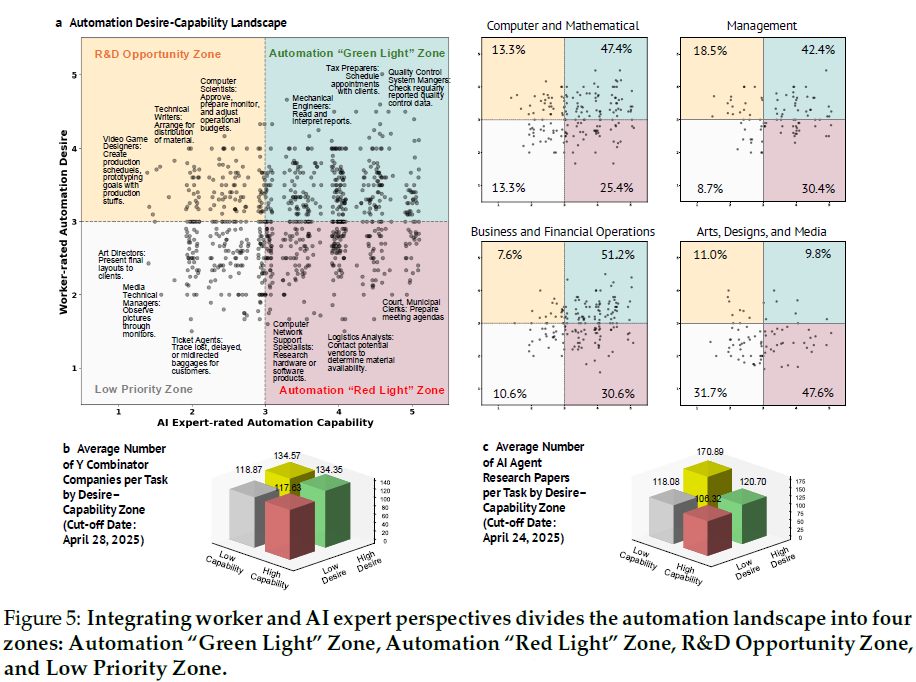 a Automation Desire-Capability Landscape
R&D Opportunity Zone
Automation “Green Light” Zone
Video Game
Designers:
Create
production
scheduels,
prototyping
goals with
production
stuffs.
Technical
Writers:
Arrange for
distribution
of material.
Computer
Scientists:
Approve,
prepare monitor,
and adjust
operational
budgets.
Mechanical
Engineers:
Read and
interpret reports.
Tax Preparers:
Schedule
appointments
with clients.
Quality Control
System Mangers:
Check regularly
reported quality
control data.
Art Directors:
Present final
layouts to
clients.
Media
Technical
Managers:
Observe
pictures
through
monitors.
Ticket Agents:
Trace lost, delayed,
or midirected
baggages for
customers.
Computer
Network
Support
Specialists:
Research
hardware or
software
products.
Logistics Analysts:
Contact potential
vendors to
determine material
availability.
Court, Municipal
Clerks: Prepare
meeting agendas
Low Priority Zone
Automation “Red Light” Zone
Worker-rated Automation Desire
5
4
3
2
1
1 2 3 4 5
AI Expert-rated Automation Capability
Computer and Mathematical
13.3% 47.4%
13.3% 25.4%
Management
18.5% 42.4%
8.7% 30.4%
Business and Financial Operations
7.6% 51.2%
10.6% 30.6%
Arts, Designs, and Media
11.0% 9.8%
31.7% 47.6%
b Average Number
of Y Combinator
Companies per Task
by Desire–
Capability Zone
(Cut-off Date:
April 28, 2025)
134.57
118.87
134.35
117.63
140
120
100
80
60
40
20
0
Low
Capability
High
Capability
Low
Desire
High
Desire
c Average Number
of AI Agent
Research Papers
per Task by Desire–
Capability Zone
(Cut-off Date:
April 24, 2025)
170.89
118.08
120.70
106.32
175
150
125
100
75
50
25
0
Low
Capability
High
Capability
Low
Desire
High
Desire
Figure 5: Integrating worker and AI expert perspectives divides the automation landscape into four
zones: Automation “Green Light” Zone, Automation “Red Light” Zone, R&D Opportunity Zone,
and Low Priority Zone.